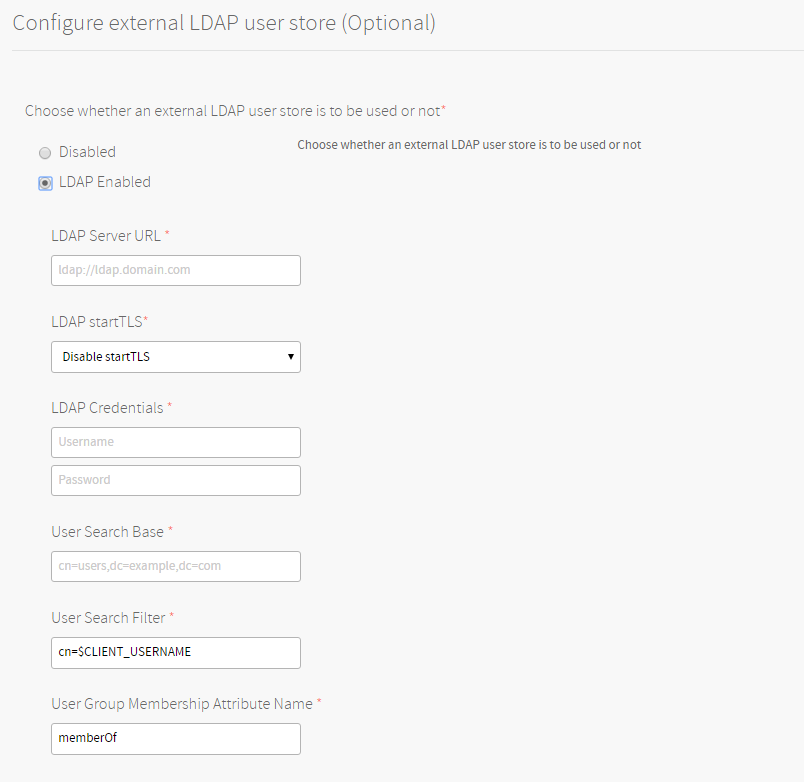 Configure external LDAP user store (Optional)
Choose whether an external LDAP user store is to be used or not*
Disabled
Choose whether an external LDAP user store is to be used or not
LDAP Enabled
LDAP Server URL *
ldap://ldap.domain.com
LDAP startTLS*
Disable startTLS
LDAP Credentials *
Username
Password
User Search Base *
cn=users,dc=example,dc=com
User Search Filter *
cn=$CLIENT_USERNAME
User Group Membership Attribute Name *
memberOf